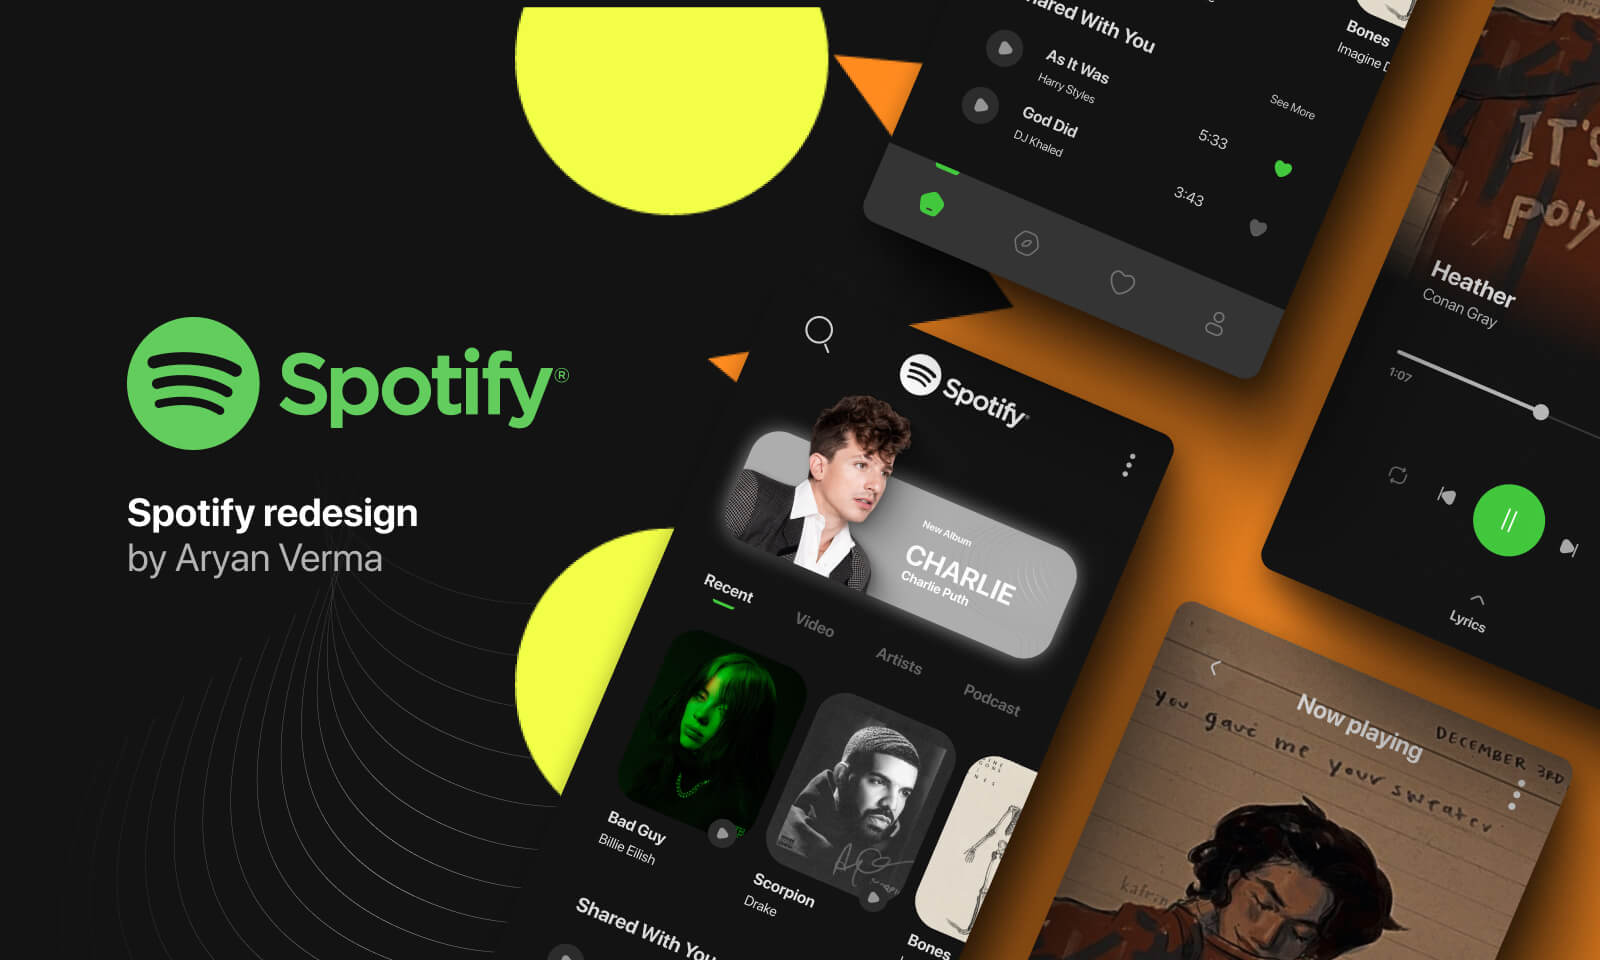 Spotify®
Spotify redesign
by Aryan Verma
Shared With You
As It Was
Harry Styles
5:33
God Did
DJ Khaled
3:43
See More
Bones
Imagine D
IT'S
poly
Heather
Conan Gray
1:07
Lyrics
Spotify
New Album
CHARLIE
Charlie Puth
Recent
Video
Artists
Podcast
Bad Guy
Billie Eilish
Scorpion
Drake
Bones
Shared With You
Now playing
DECEMBER 3RD
you gave me your sweater